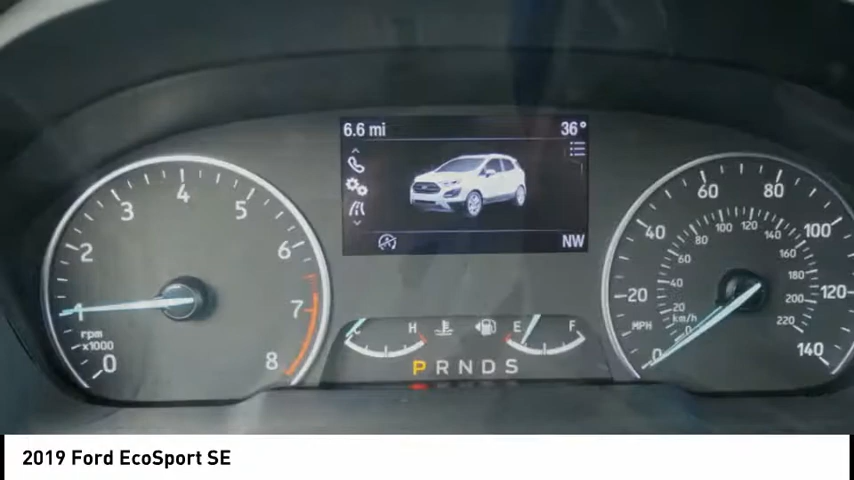 6.6 mi 36°
NW
0 1 2 3 4 5 6 7 8
rpm
x1000
H E F
P R N D S
0 20 40 60 80 100 120 140
MPH
0 20 40 60 80 100 120 140 160 180 200 220
km/h
2019 Ford EcoSport SE